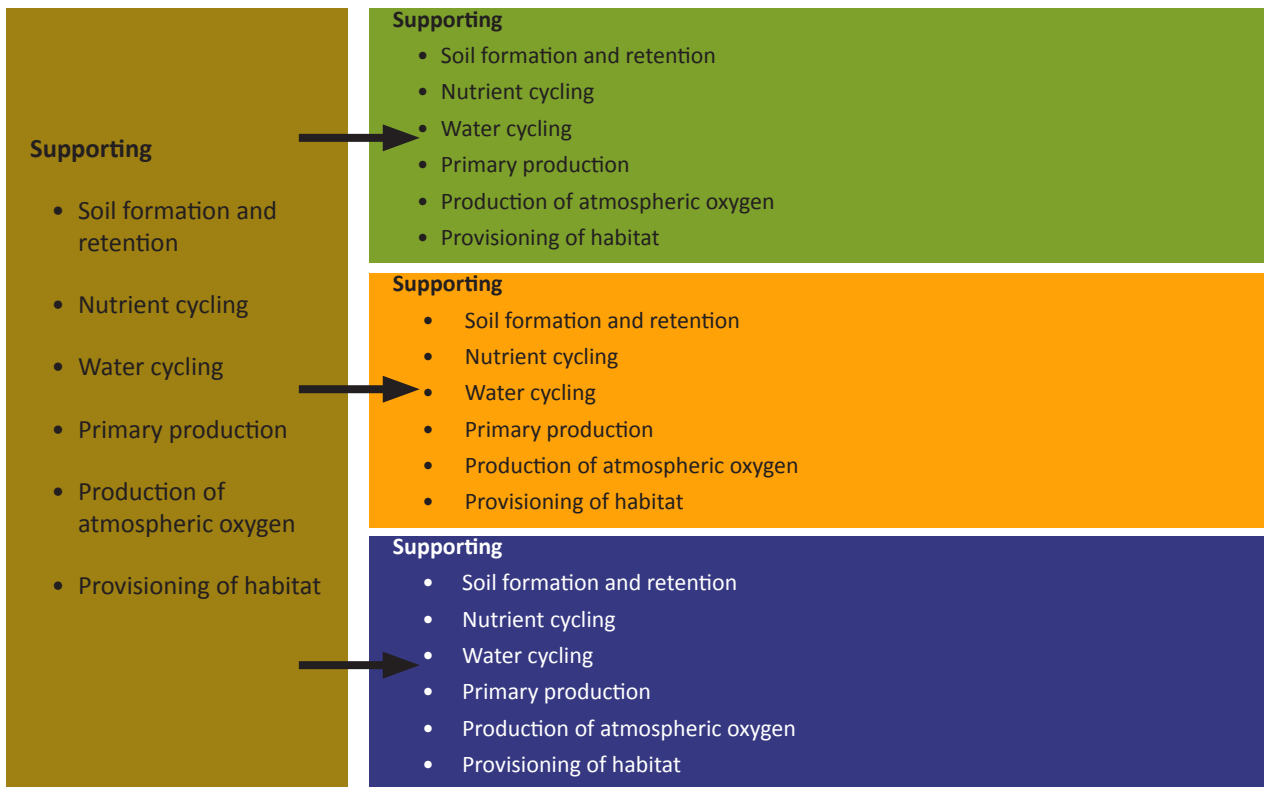 Supporting
• Soil formation and
retention
• Nutrient cycling
• Water cycling
• Primary production
• Production of
atmospheric oxygen
• Provisioning of habitat
Supporting
• Soil formation and retention
• Nutrient cycling
• Water cycling
• Primary production
• Production of atmospheric oxygen
• Provisioning of habitat
Supporting
• Soil formation and retention
• Nutrient cycling
• Water cycling
• Primary production
• Production of atmospheric oxygen
• Provisioning of habitat
Supporting
• Soil formation and retention
• Nutrient cycling
• Water cycling
• Primary production
• Production of atmospheric oxygen
• Provisioning of habitat